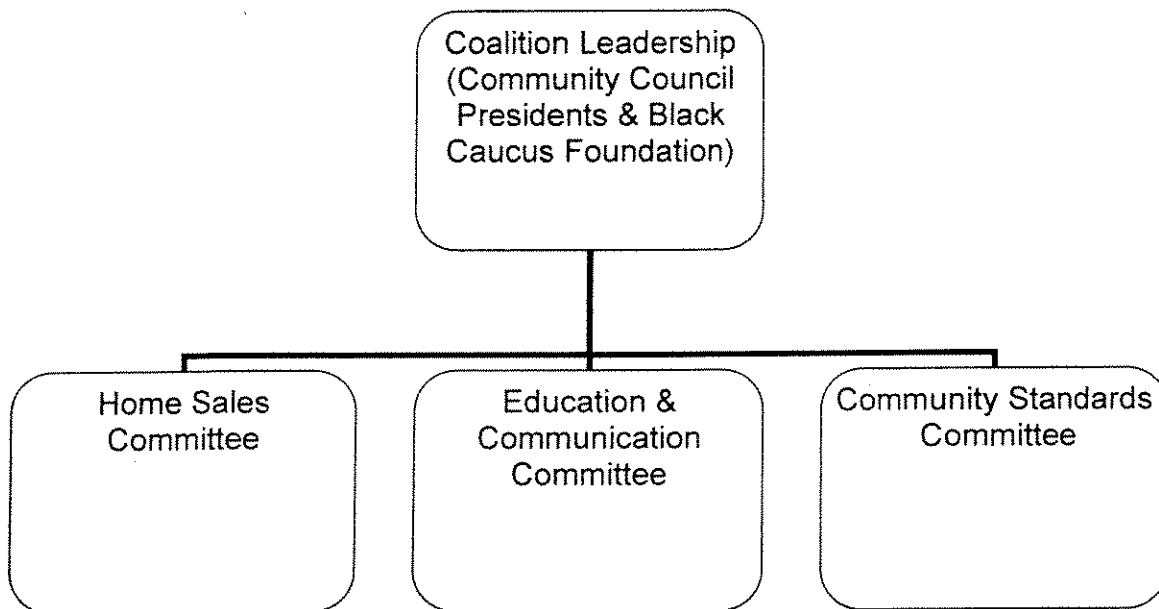 Coalition Leadership
(Community Council
Presidents & Black
Caucus Foundation)
Home Sales
Committee
Education &
Communication
Committee
Community Standards
Committee